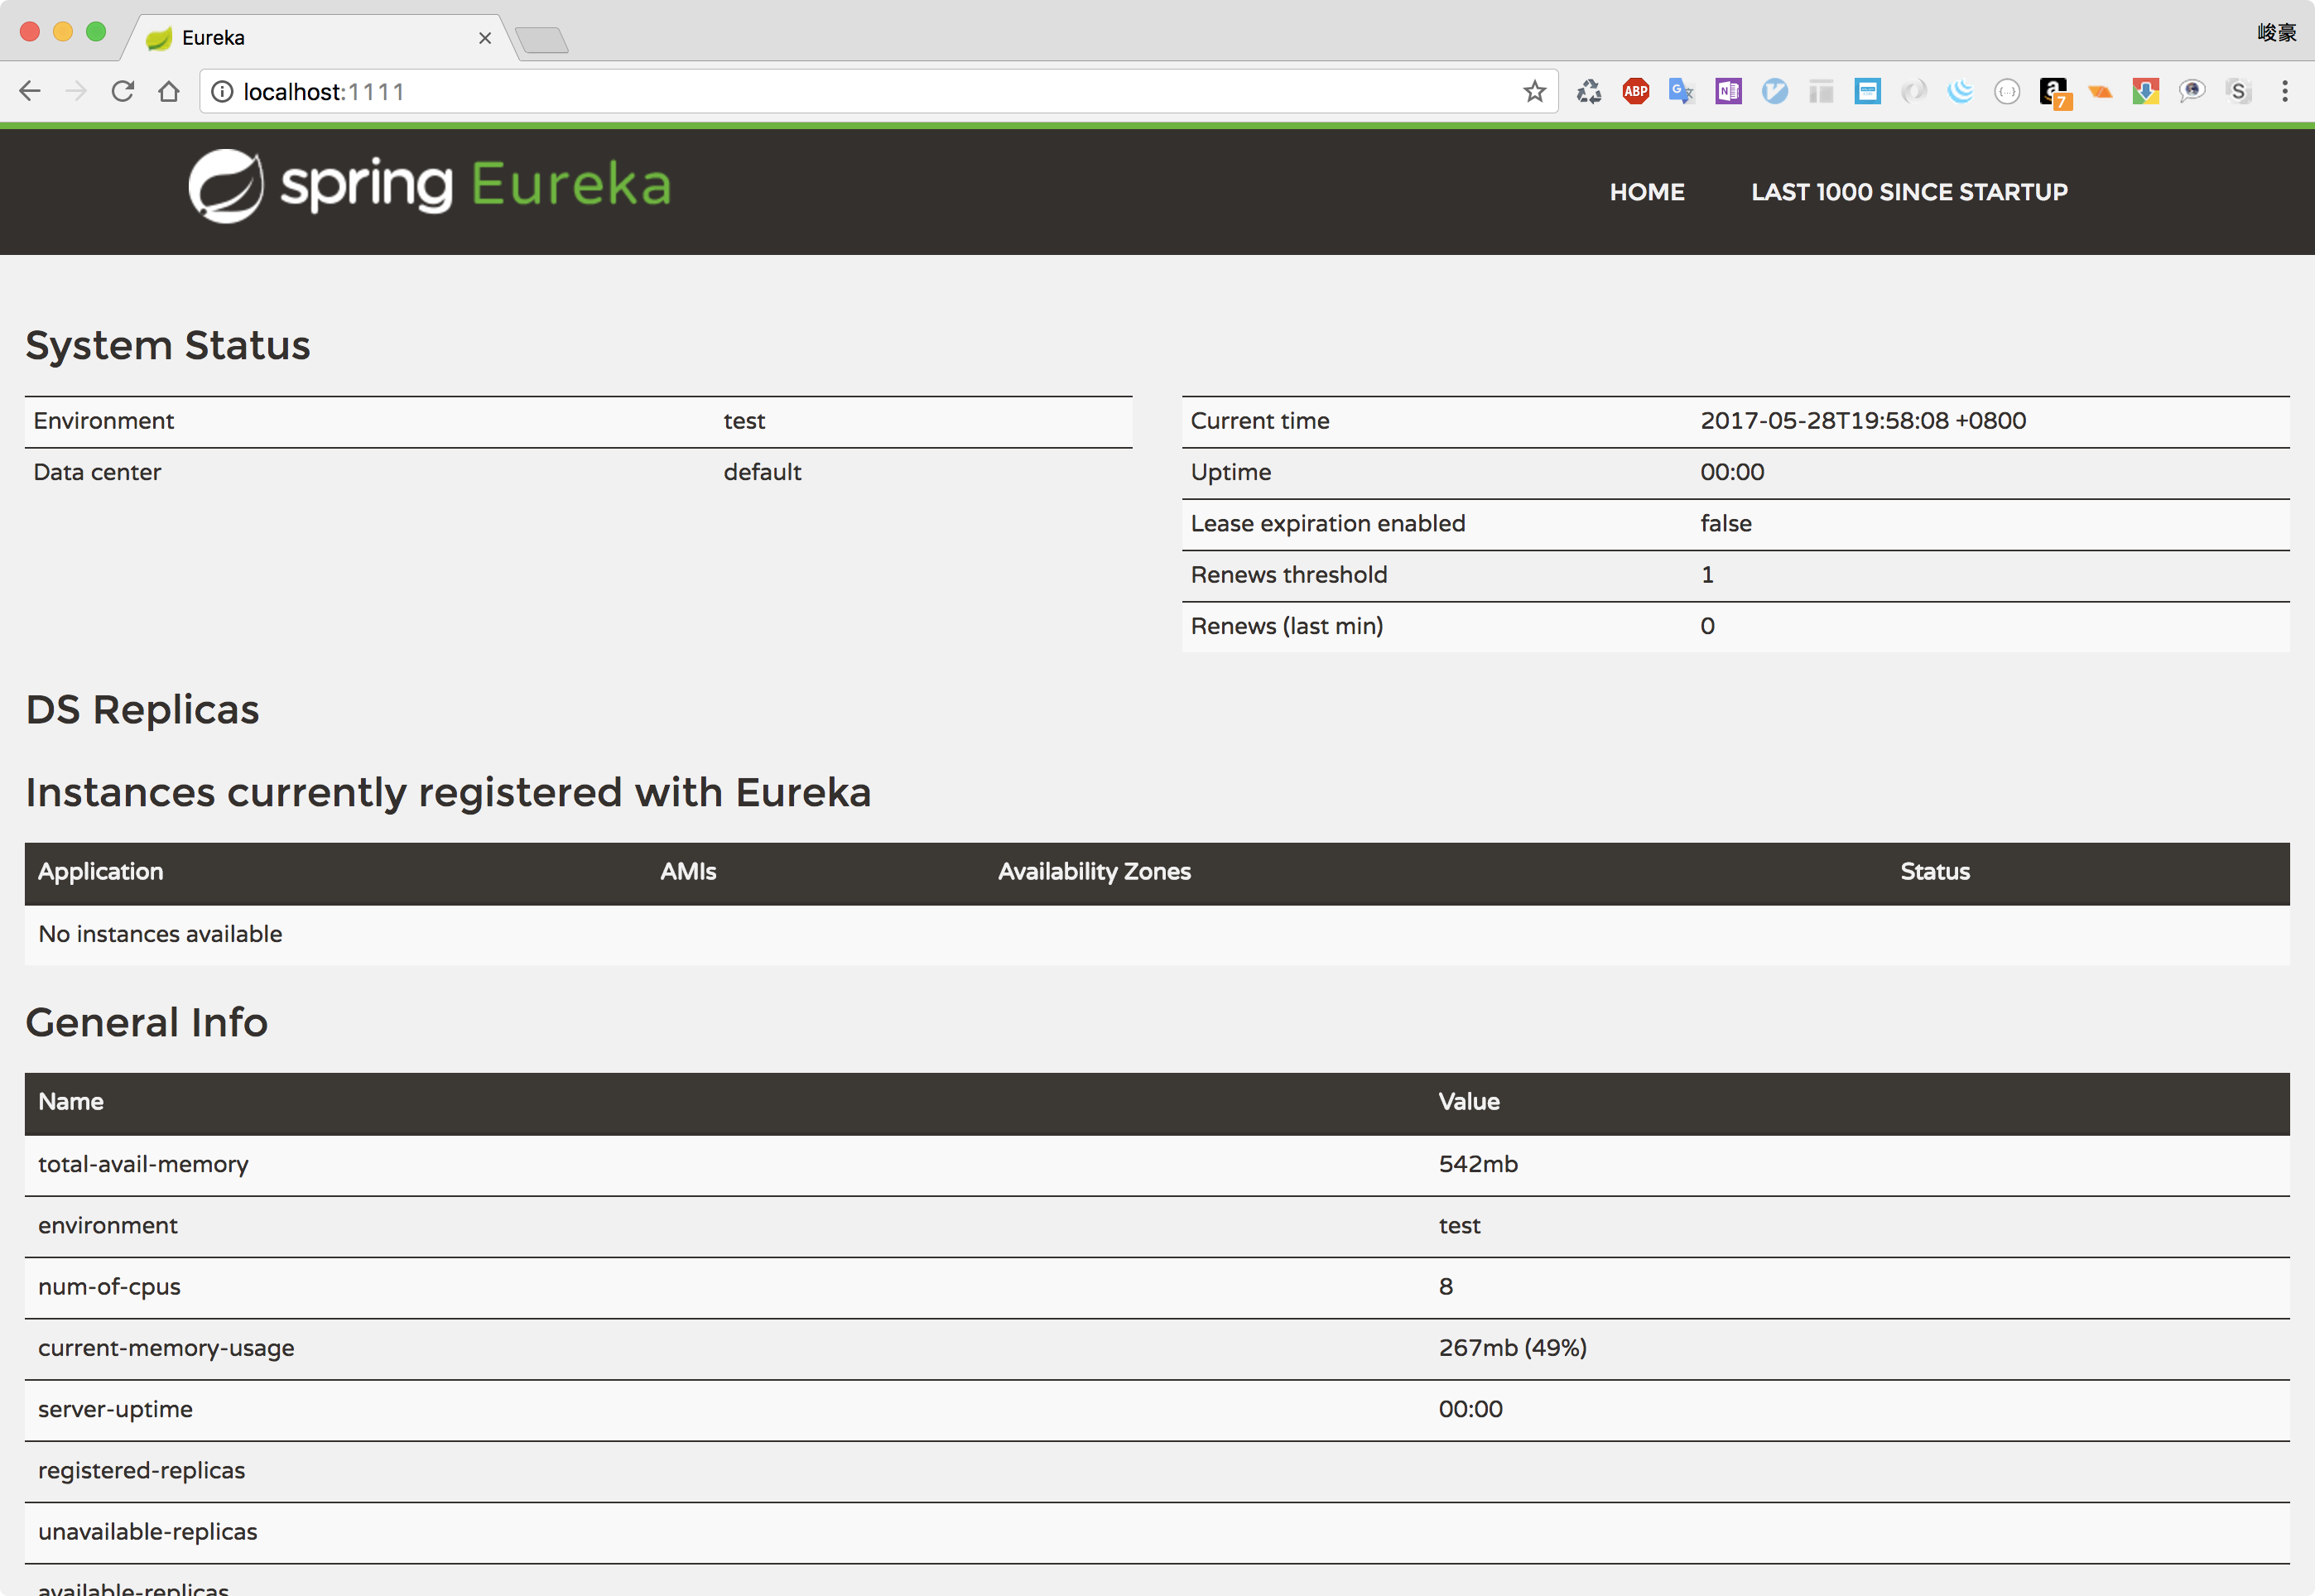 Eureka
峻豪
localhost:1111
ABP
7
spring Eureka
HOME LAST 1000 SINCE STARTUP
System Status
Environment test
Data center default
Current time 2017-05-28T19:58:08 +0800
Uptime 00:00
Lease expiration enabled false
Renews threshold 1
Renews (last min) 0
DS Replicas
Instances currently registered with Eureka
Application AMIs Availability Zones Status
No instances available
General Info
Name Value
total-avail-memory 542mb
environment test
num-of-cpus 8
current-memory-usage 267mb (49%)
server-uptime 00:00
registered-replicas
unavailable-replicas
available-replicas